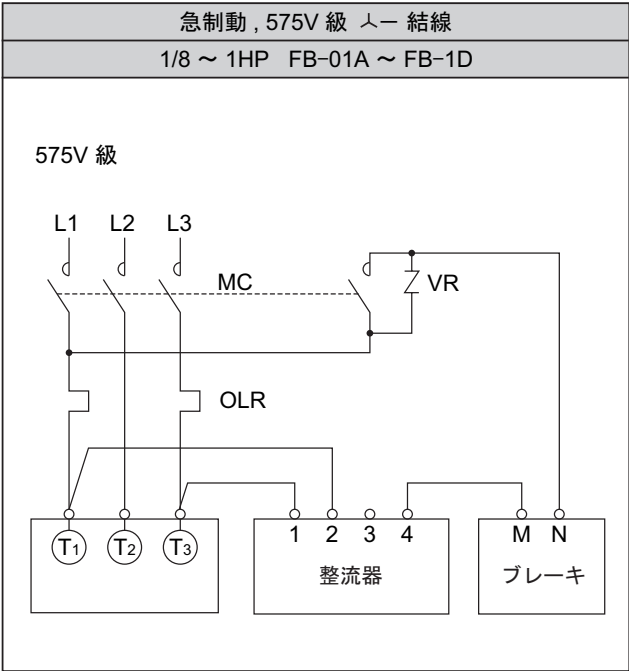 急制動 , 575V 級 人ー 結線
1/8 ～ 1HP FB-01A ～ FB-1D
575V 級
L1 L2 L3
MC
VR
OLR
T1 T2 T3
1 2 3 4
M N
整流器
ブレーキ